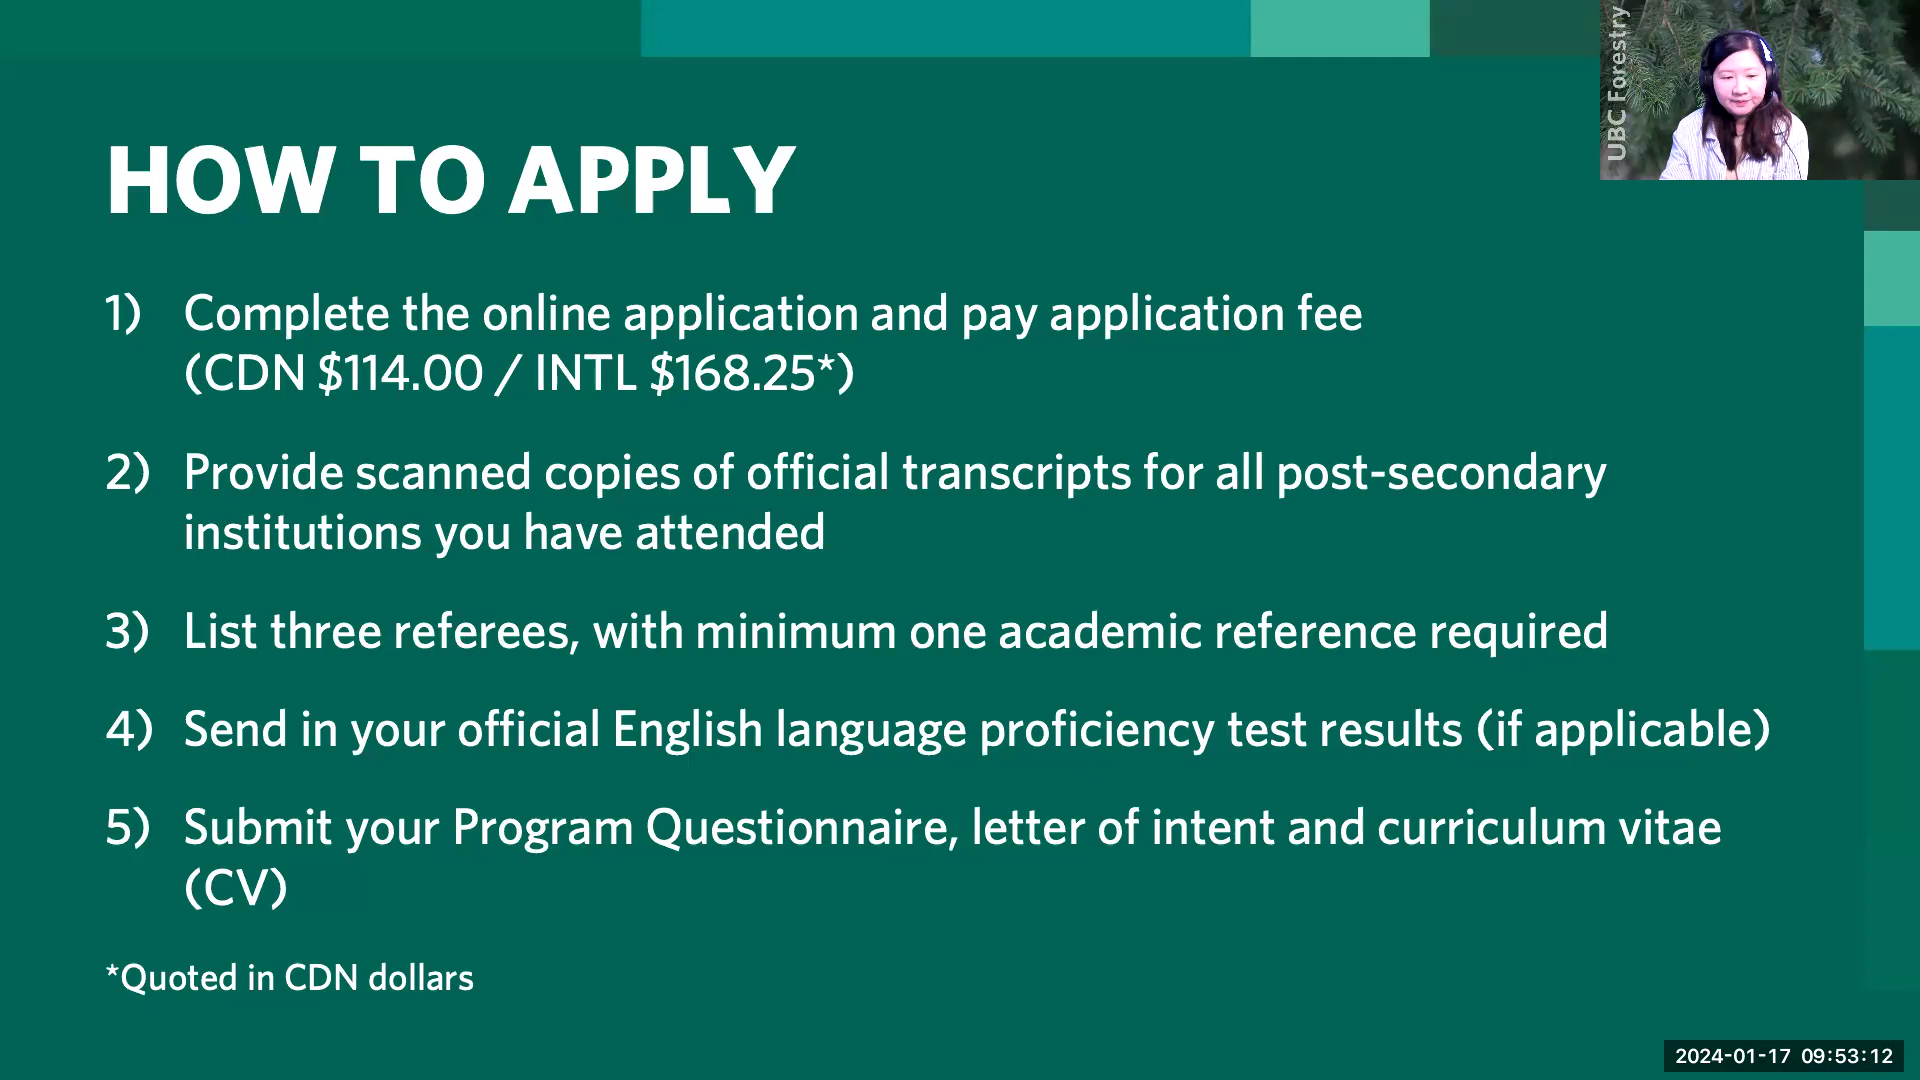 UBC Forestry
HOW TO APPLY
1) Complete the online application and pay application fee
(CDN $114.00 / INTL $168.25*)
2) Provide scanned copies of official transcripts for all post-secondary
institutions you have attended
3) List three referees, with minimum one academic reference required
4) Send in your official English language proficiency test results (if applicable)
5) Submit your Program Questionnaire, letter of intent and curriculum vitae
(CV)
*Quoted in CDN dollars
2024-01-17 09:53:12